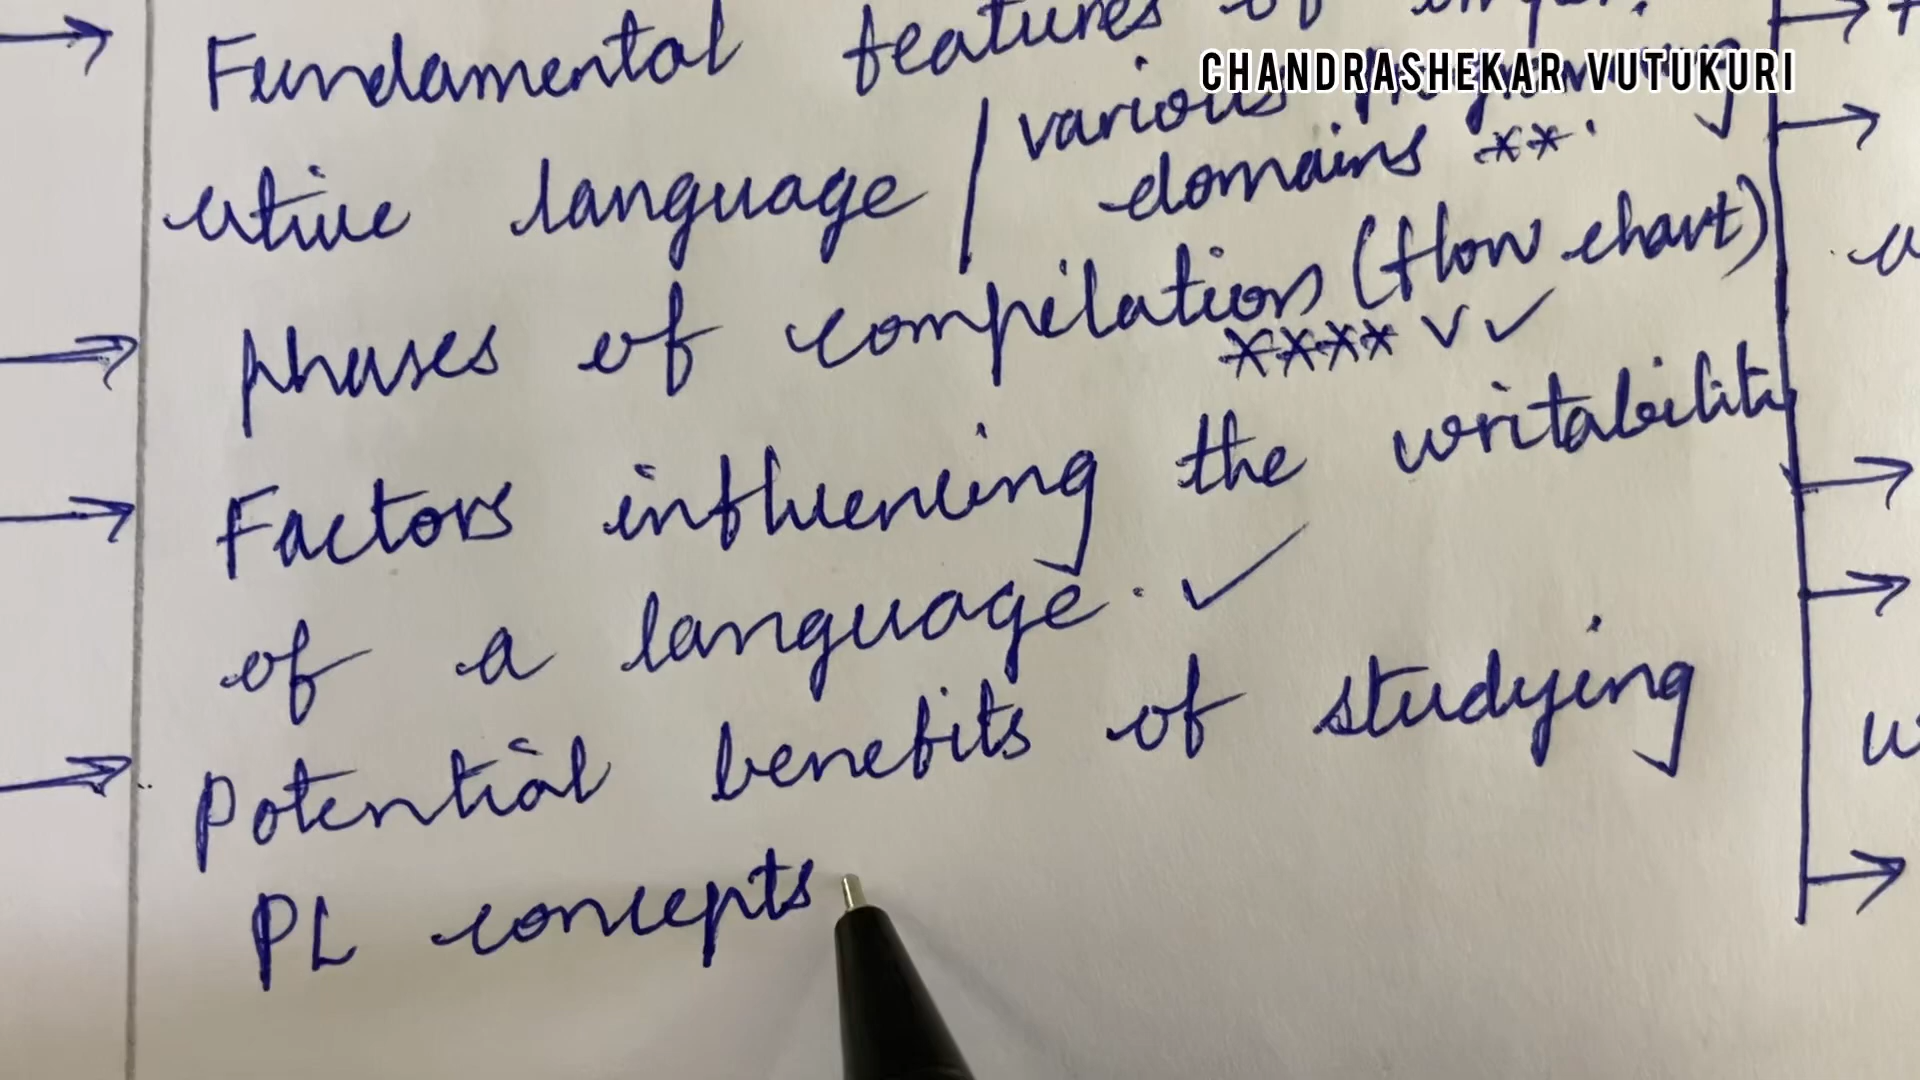 Fundamental features of
CHANDRASHEKAR VUTUKURI
utive language / various
domains **
phases of compilation (flow chart)
**** ✓✓
Factors influencing the writability
of a language. ✓
Potential benefits of studying
PL concepts